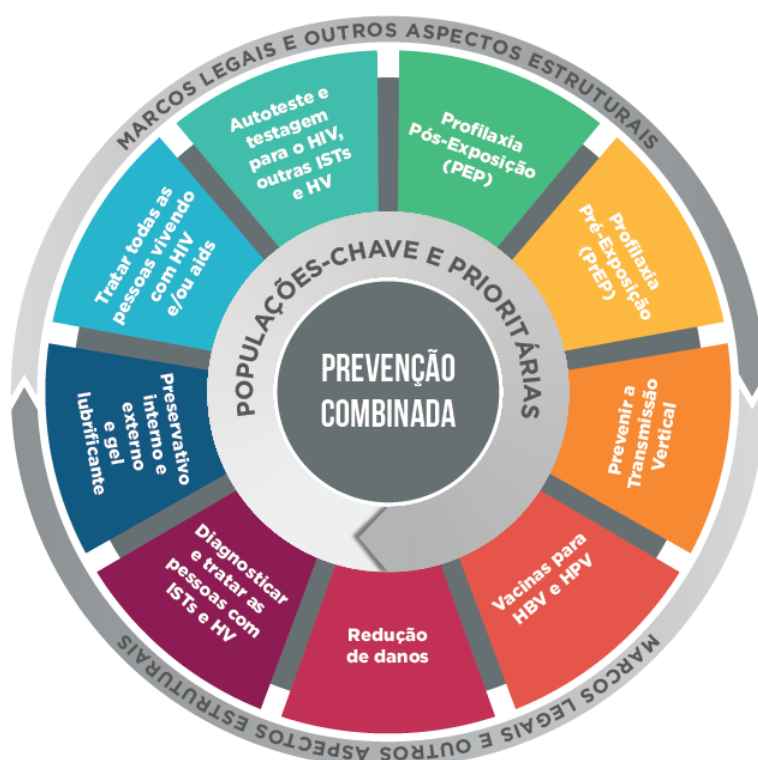 MARCOS LEGAIS E OUTROS ASPECTOS ESTRUTURAIS
Autoteste e
testagem
para o HIV,
outras ISTs
e HV
Profilaxia
Pós-Exposição
(PEP)
Profilaxia
Pré-Exposição
(PrEP)
Prevenir a
Transmissão
Vertical
Vacinas para
HBV e HPV
Redução
de danos
Diagnosticar
e tratar as
pessoas com
ISTs e HV
Preservativo
interno e
externo
e gel
lubrificante
Tratar todas as
pessoas vivendo
com HIV
e/ou aids
POPULAÇÕES-CHAVE E PRIORITÁRIAS
PREVENÇÃO
COMBINADA
MARCOS LEGAIS E OUTROS ASPECTOS ESTRUTURAIS